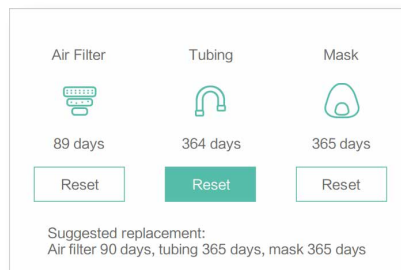 Air Filter Tubing Mask
89 days 364 days 365 days
Reset Reset Reset
Suggested replacement:
Air filter 90 days, tubing 365 days, mask 365 days